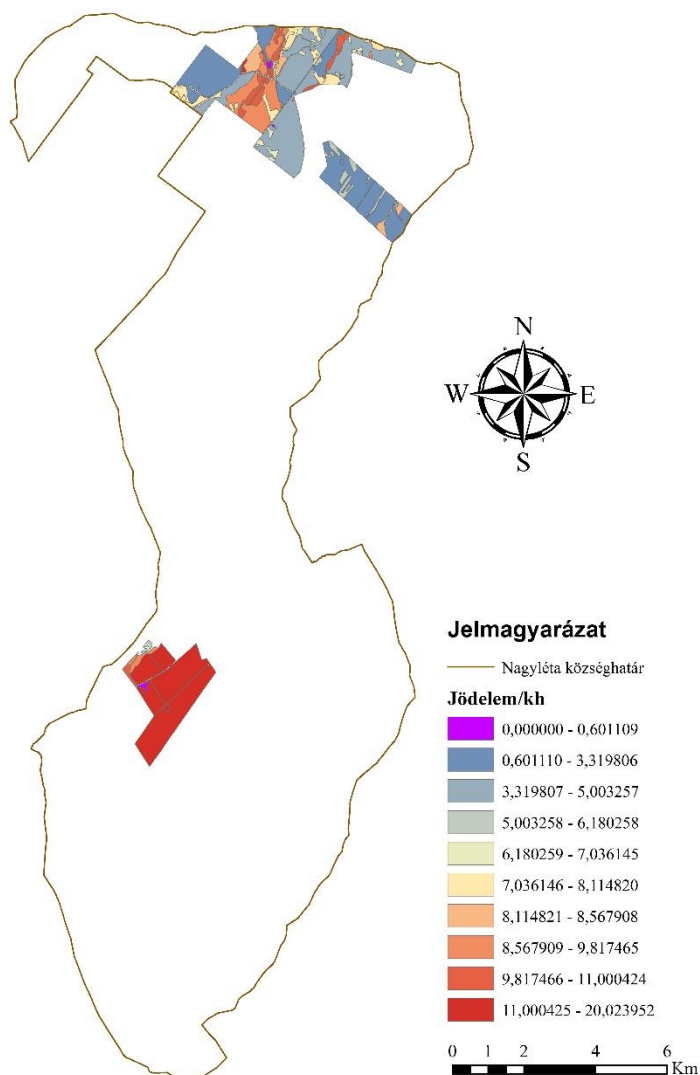 N
W E
S
Jelmagyarázat
Nagyléta községhatár
Jödelem/kh
0,000000 - 0,601109
0,601110 - 3,319806
3,319807 - 5,003257
5,003258 - 6,180258
6,180259 - 7,036145
7,036146 - 8,114820
8,114821 - 8,567908
8,567909 - 9,817465
9,817466 - 11,000424
11,000425 - 20,023952
0 1 2 4 6
Km